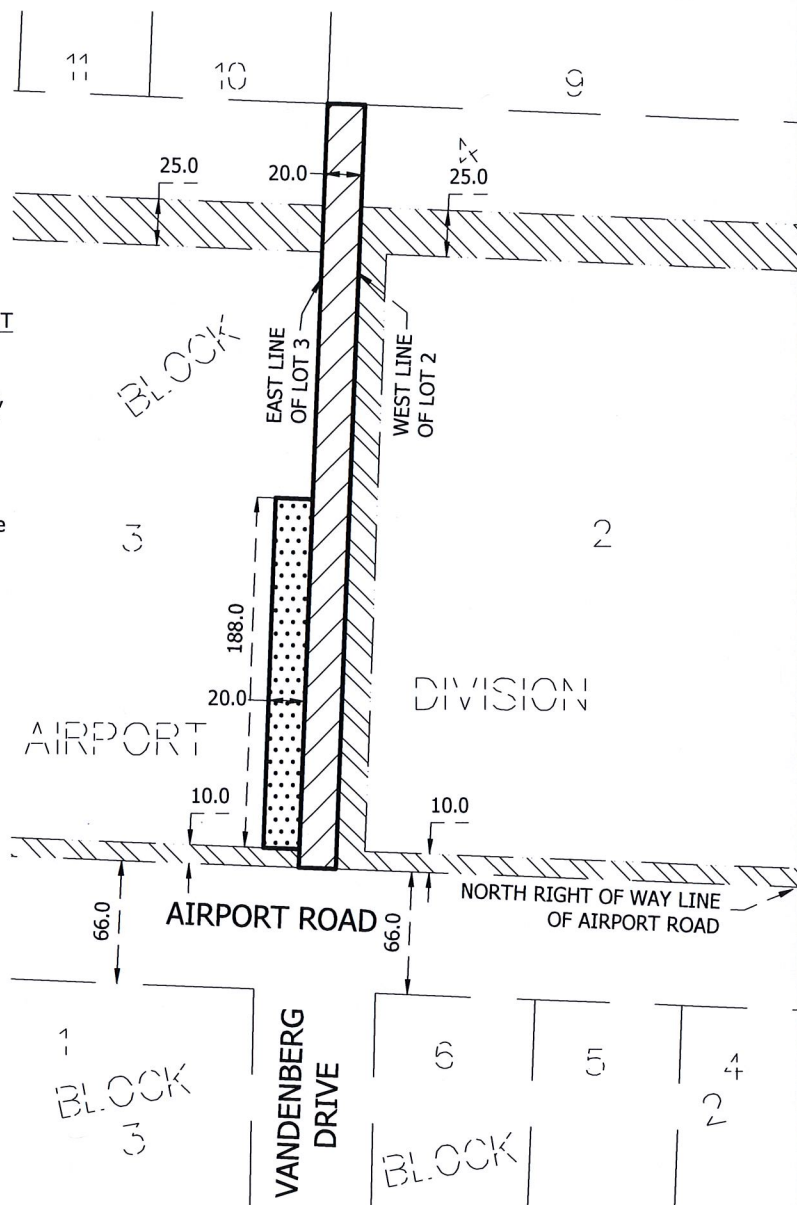 11
10
9
4
25.0
20.0
25.0
T
BLOCK
EAST LINE
OF LOT 3
WEST LINE
OF LOT 2
e
3
2
188.0
20.0
DIVISION
AIRPORT
10.0
10.0
66.0
AIRPORT ROAD
66.0
NORTH RIGHT OF WAY LINE
OF AIRPORT ROAD
1
BLOCK
3
VANDENBERG
DRIVE
6
5
4
2
BLOCK